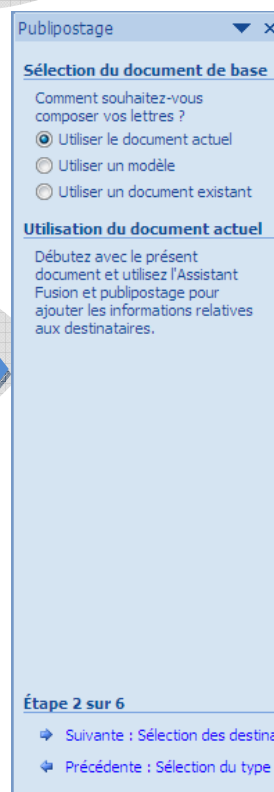 Publipostage
Sélection du document de base
Comment souhaitez-vous
composer vos lettres ?
Utiliser le document actuel
Utiliser un modèle
Utiliser un document existant
Utilisation du document actuel
Débutez avec le présent
document et utilisez l'Assistant
Fusion et publipostage pour
ajouter les informations relatives
aux destinataires.
Étape 2 sur 6
Suivante : Sélection des destina
Précédente : Sélection du type